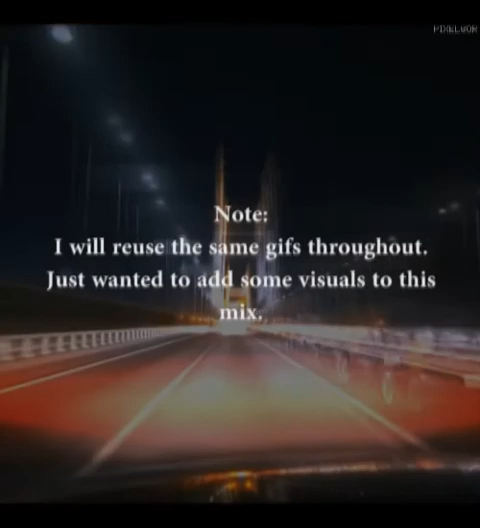 Note:
I will reuse the same gifs throughout.
Just wanted to add some visuals to this
mix.